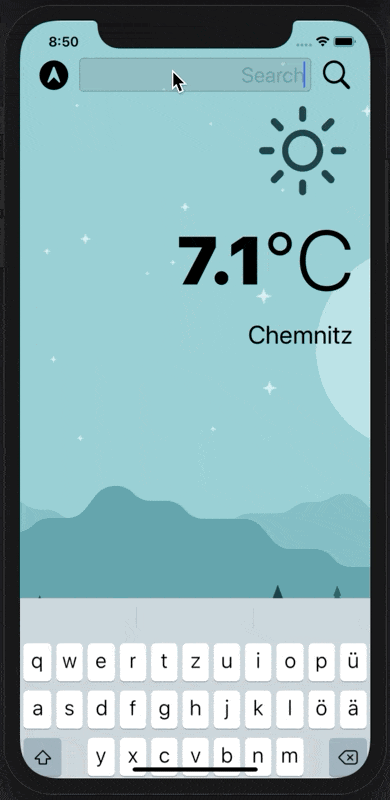 8:50
Search
7.1°C
Chemnitz
q w e r t z u i o p ü
a s d f g h j k l ö ä
y x c v b n m